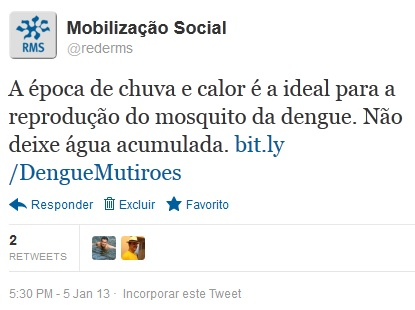 RMS
Mobilização Social
@rederms
A época de chuva e calor é a ideal para a
reprodução do mosquito da dengue. Não
deixe água acumulada. bit.ly
/DengueMutiroes
Responder Excluir Favorito
2
RETWEETS
5:30 PM - 5 Jan 13 · Incorporar este Tweet